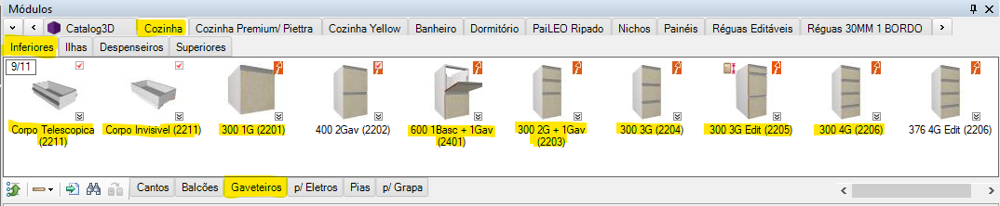 Módulos
Catalog3D Cozinha Cozinha Premium/ Piettra Cozinha Yellow Banheiro Dormitório PaiLEO Ripado Nichos Painéis Réguas Editáveis Réguas 30MM 1 BORDO
Inferiores Ilhas Despenseiros Superiores
9/11
Corpo Telescopica (2211)
Corpo Invisivel (2211)
300 1G (2201)
400 2Gav (2202)
600 1Basc + 1Gav (2401)
300 2G + 1Gav (2203)
300 3G (2204)
300 3G Edit (2205)
300 4G (2206)
376 4G Edit (2206)
Cantos Balcões Gaveteiros p/ Eletros Pias p/ Grapa